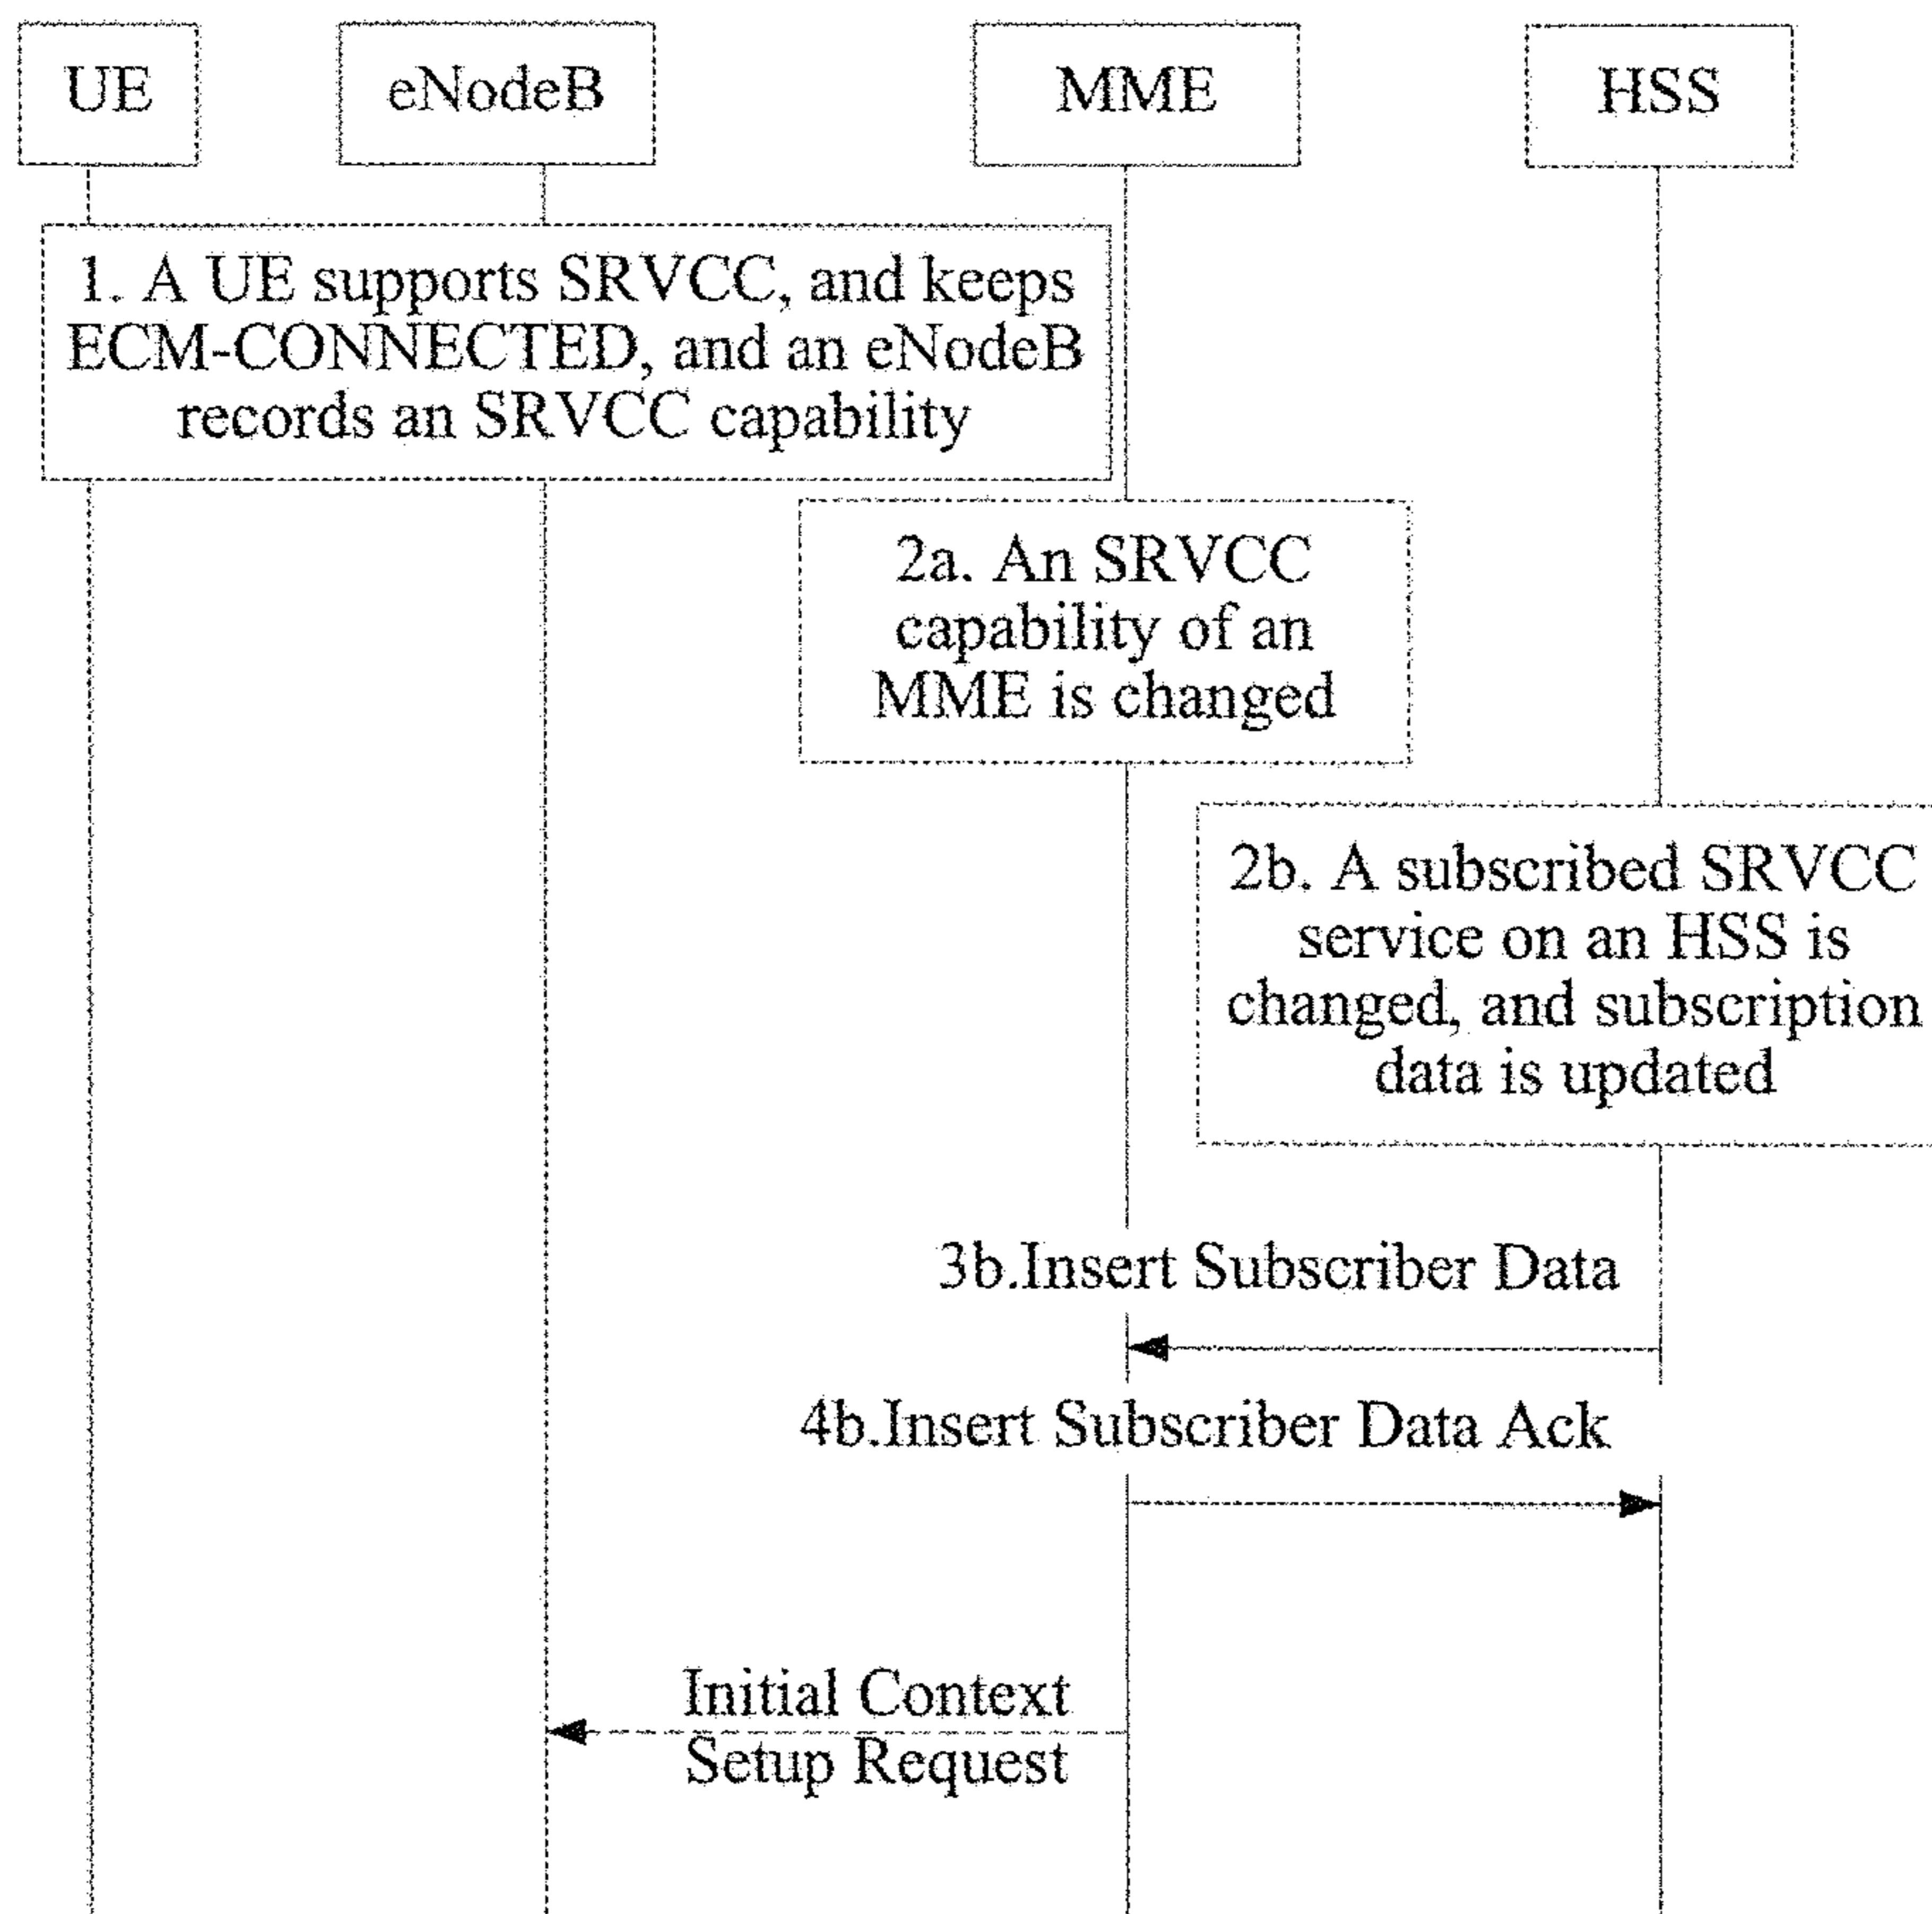 UE
eNodeB
MME
HSS
1. A UE supports SRVCC, and keeps
ECM-CONNECTED, and an eNodeB
records an SRVCC capability
2a. An SRVCC
capability of an
MME is changed
2b. A subscribed SRVCC
service on an HSS is
changed, and subscription
data is updated
3b.Insert Subscriber Data
4b.Insert Subscriber Data Ack
Initial Context
Setup Request